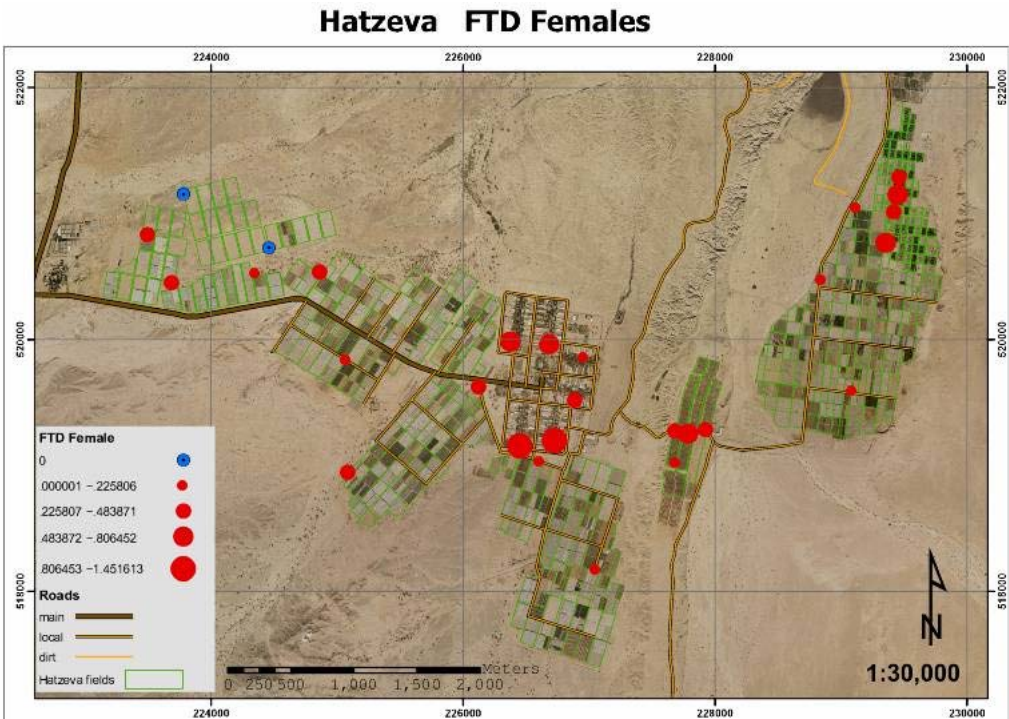 Hatzeva FTD Females
224000 226000 228000 230000
522000 522000
520000 520000
518000 518000
FTD Female
0
.000001 - .225806
.225807 - .483871
.483872 - .806452
.806453 - 1.451613
Roads
main
local
dirt
Hatzeva fields
Meters
0 250 500 1,000 1,500 2,000
N
1:30,000
224000 226000 228000 230000